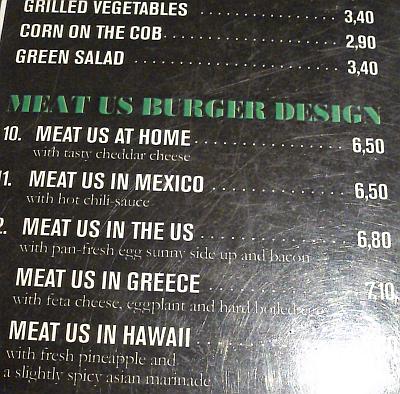 GRILLED VEGETABLES 3,40
CORN ON THE COB 2,90
GREEN SALAD 3,40
MEAT US BURGER DESIGN
10. MEAT US AT HOME 6,50
with tasty cheddar cheese
11. MEAT US IN MEXICO 6,50
with hot chili-sauce
2. MEAT US IN THE US 6,80
with pan-fresh egg sunny side up and bacon
MEAT US IN GREECE 7,10
with feta cheese, eggplant and hard boiled egg
MEAT US IN HAWAII
with fresh pineapple and
a slightly spicy asian marinade